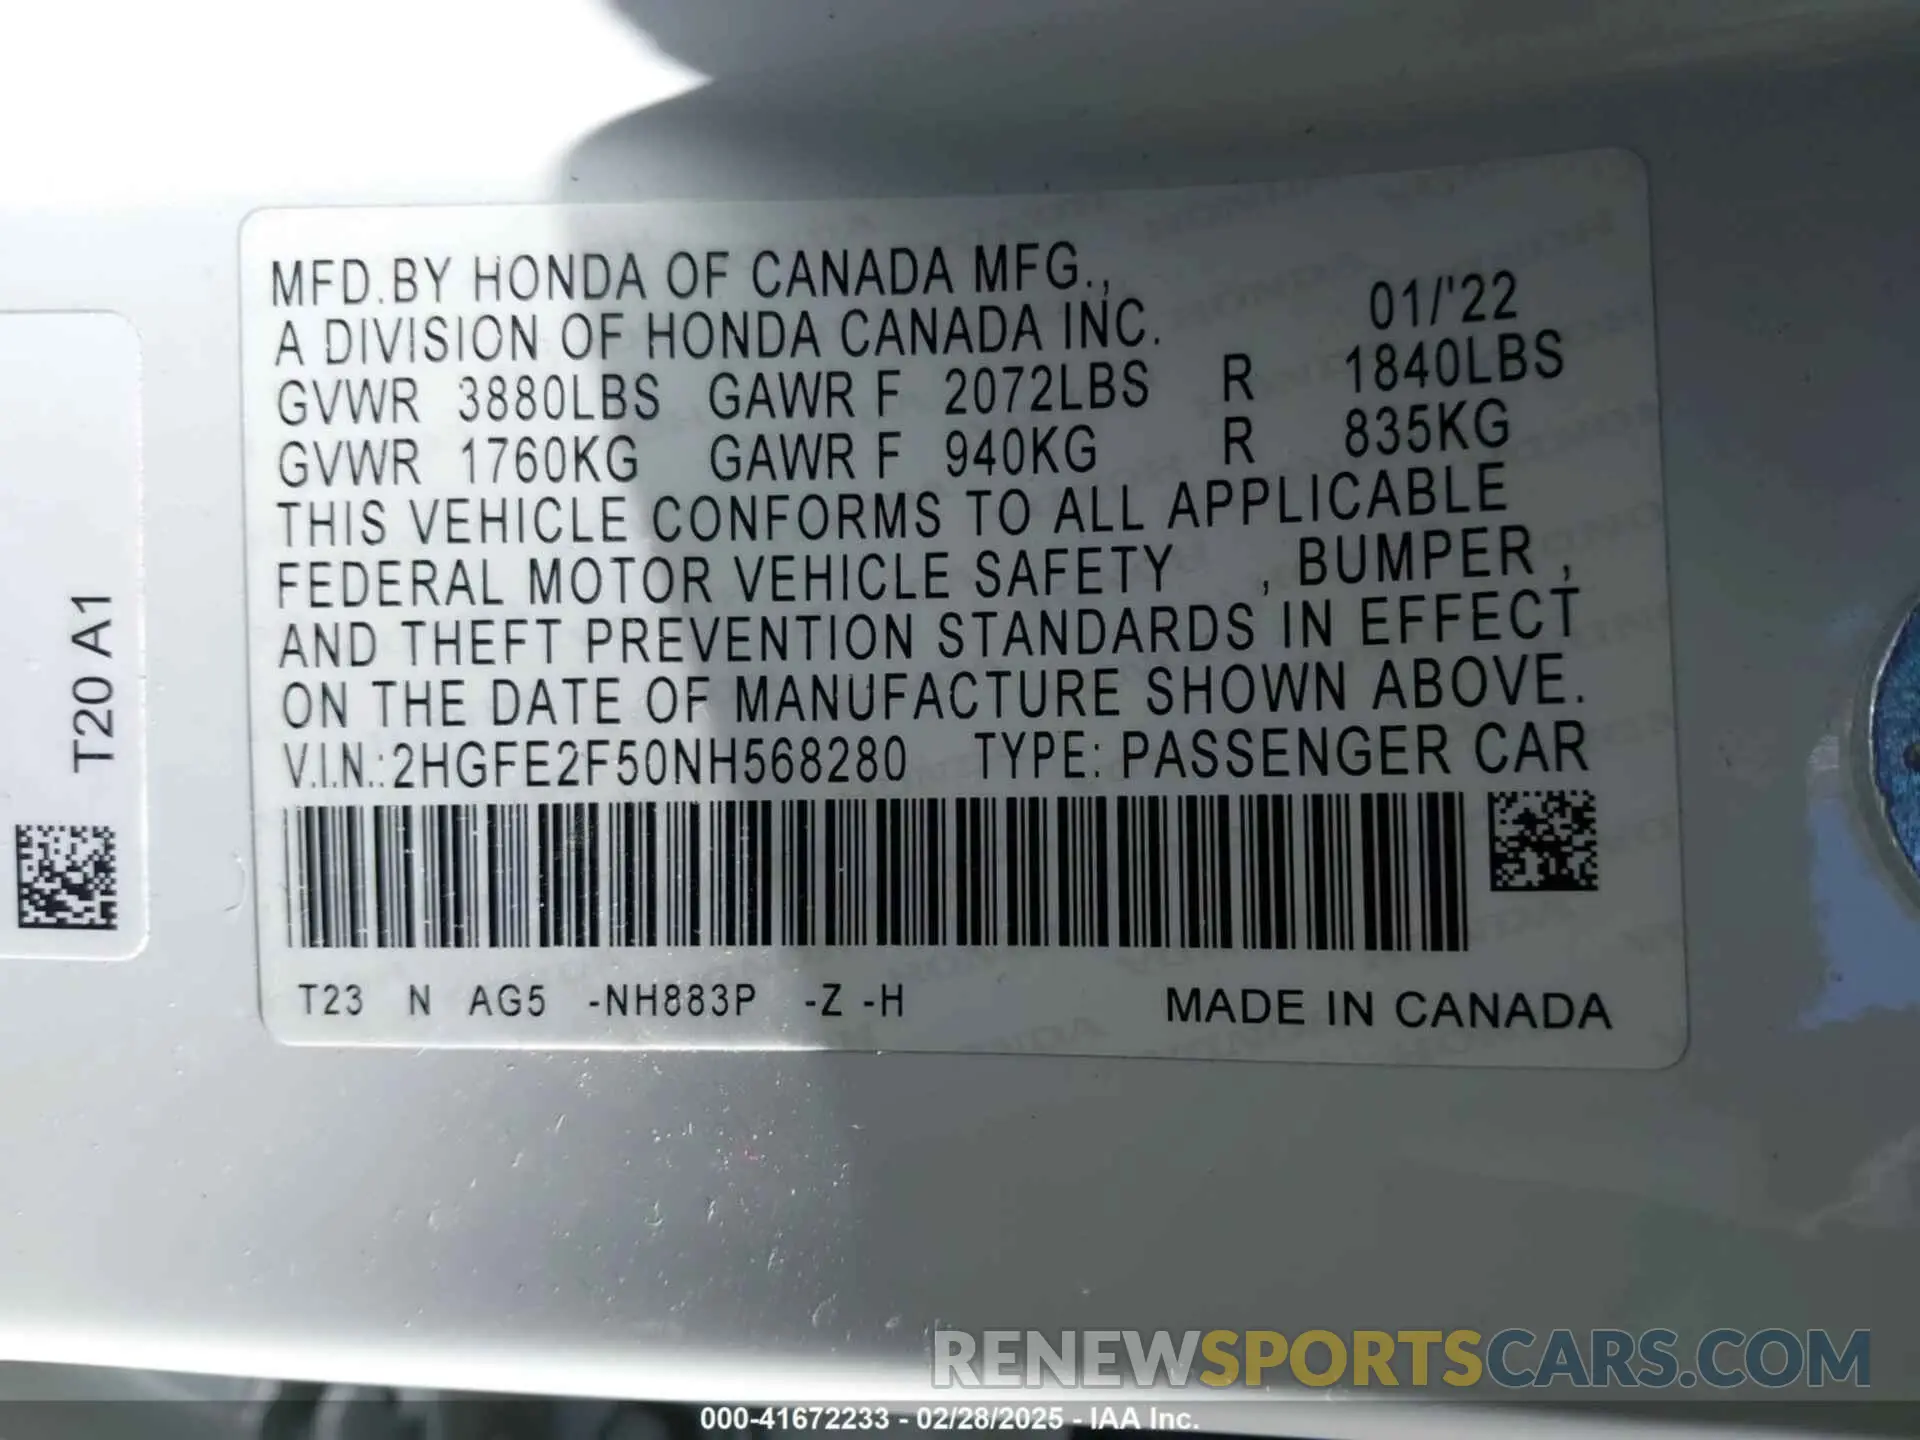 MFD.BY HONDA OF CANADA MFG.,
A DIVISION OF HONDA CANADA INC. 01/'22
GVWR 3880LBS GAWR F 2072LBS R 1840LBS
GVWR 1760KG GAWR F 940KG R 835KG
THIS VEHICLE CONFORMS TO ALL APPLICABLE
FEDERAL MOTOR VEHICLE SAFETY , BUMPER ,
AND THEFT PREVENTION STANDARDS IN EFFECT
ON THE DATE OF MANUFACTURE SHOWN ABOVE.
V.I.N.:2HGFE2F50NH568280 TYPE: PASSENGER CAR
T23 N AG5 -NH883P -Z -H MADE IN CANADA
T20 A1
RENEWSPORTSCARS.COM
000-41672233 - 02/28/2025 - IAA Inc.